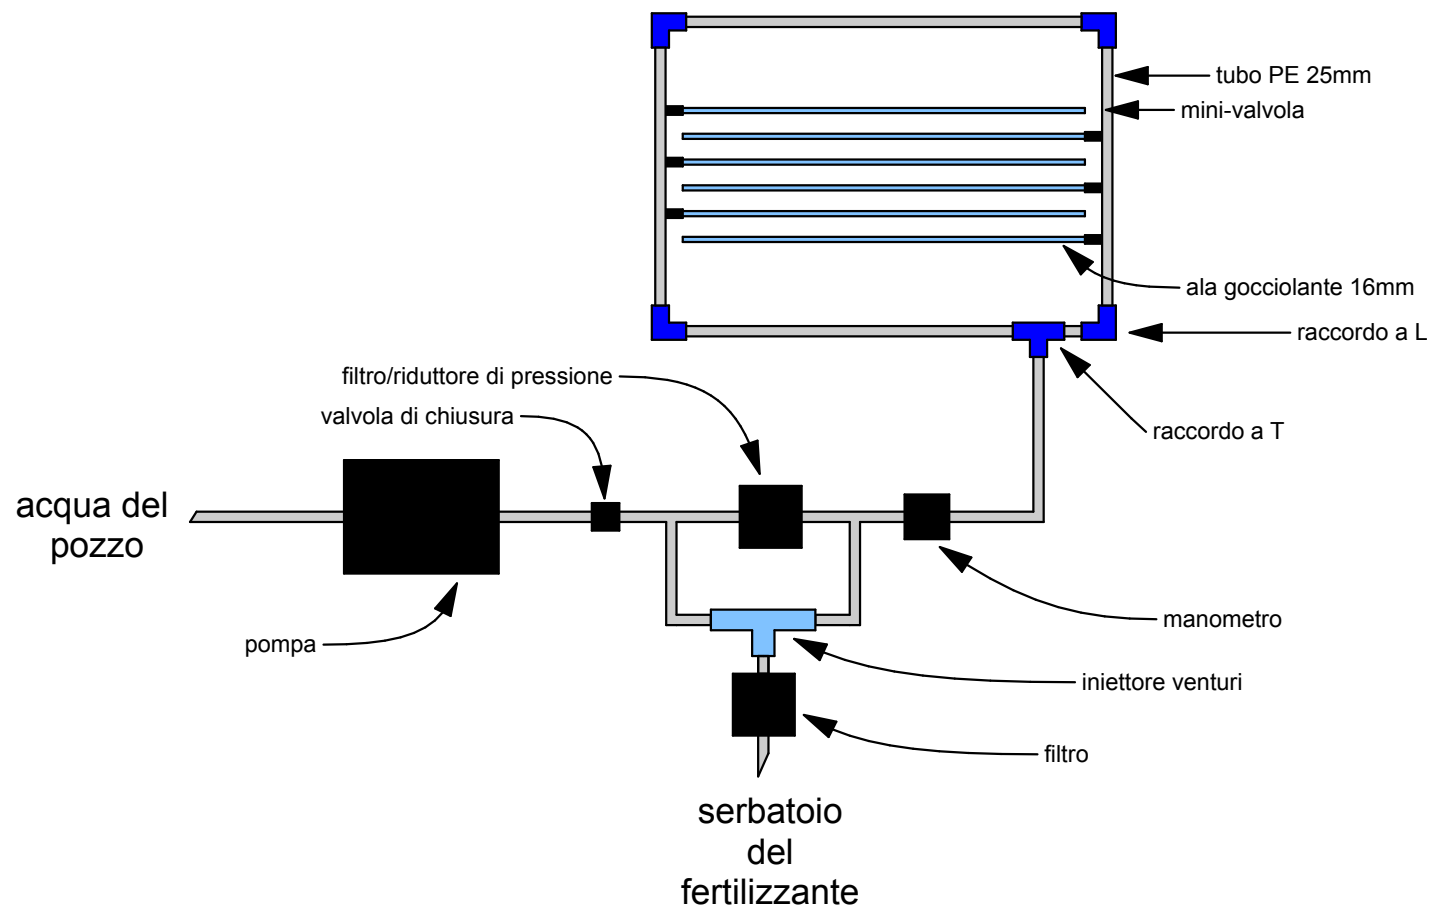 tubo PE 25mm
mini-valvola
ala gocciolante 16mm
raccordo a L
filtro/riduttore di pressione
valvola di chiusura
raccordo a T
acqua del
pozzo
manometro
pompa
iniettore venturi
filtro
serbatoio
del
fertilizzante